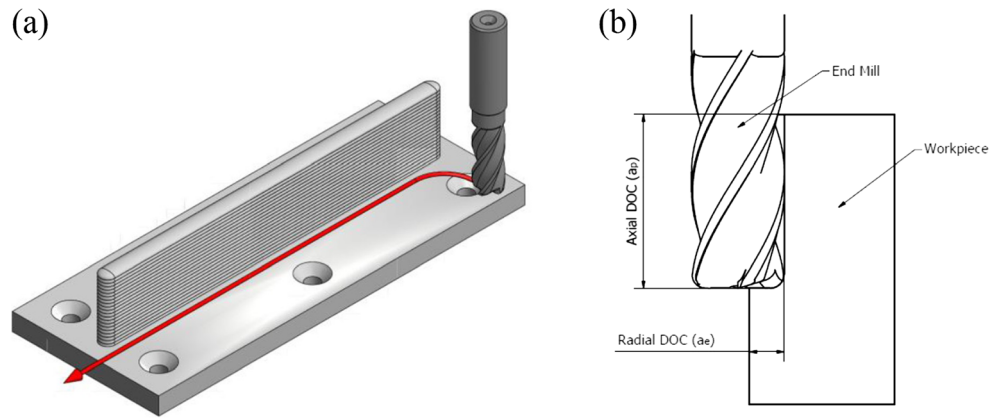 (a)
(b)
End Mill
Workpiece
Axial DOC (ap)
Radial DOC (ae)